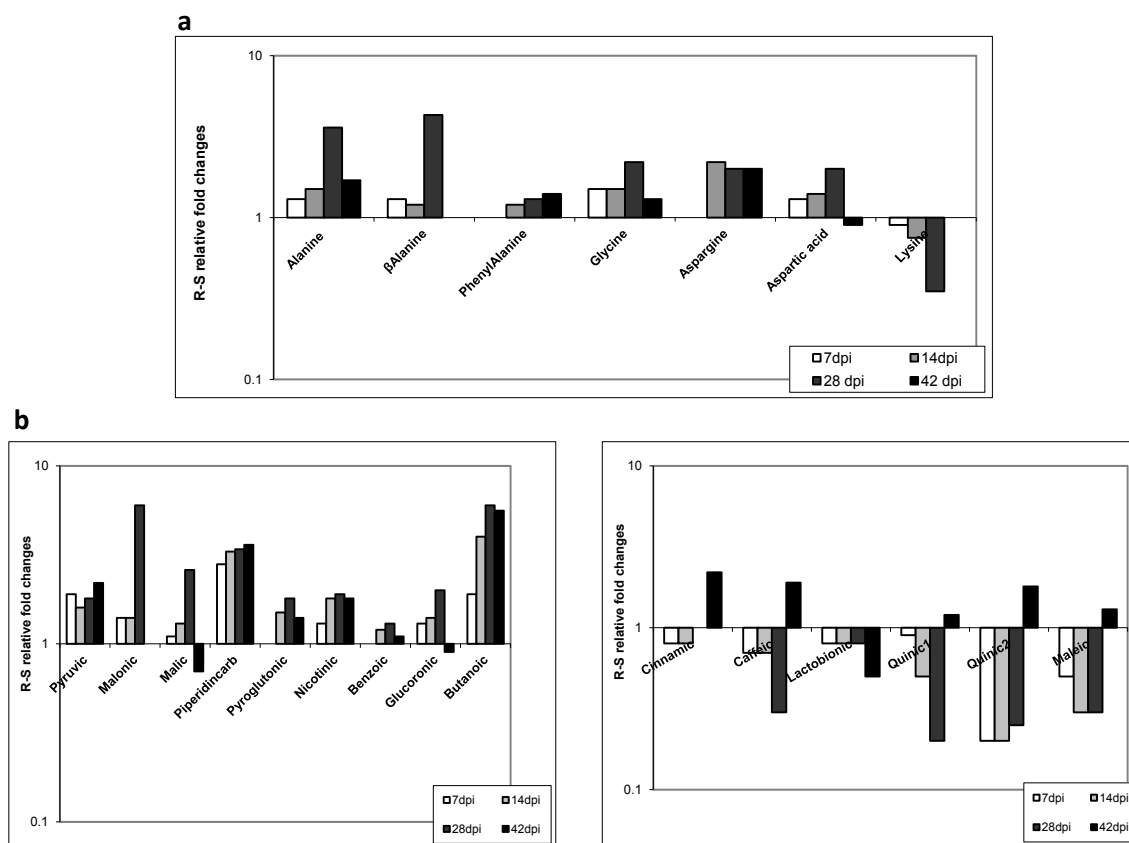 a
10
1
0.1
R-S relative fold changes
Alanine
βAlanine
PhenylAlanine
Glycine
Aspargine
Aspartic acid
Lysine
7dpi 14dpi
28 dpi 42 dpi
b
10
1
0.1
R-S relative fold changes
Pyruvic
Malonic
Malic
Piperidincarb
Pyroglutonic
Nicotinic
Benzoic
Glucoronic
Butanoic
7dpi 14dpi
28dpi 42dpi
10
1
0.1
R-S relative fold changes
Cinnamic
Caffeic
Lactobionic
Quinic1
Quinic2
Maleic
7dpi 14dpi
28dpi 42dpi